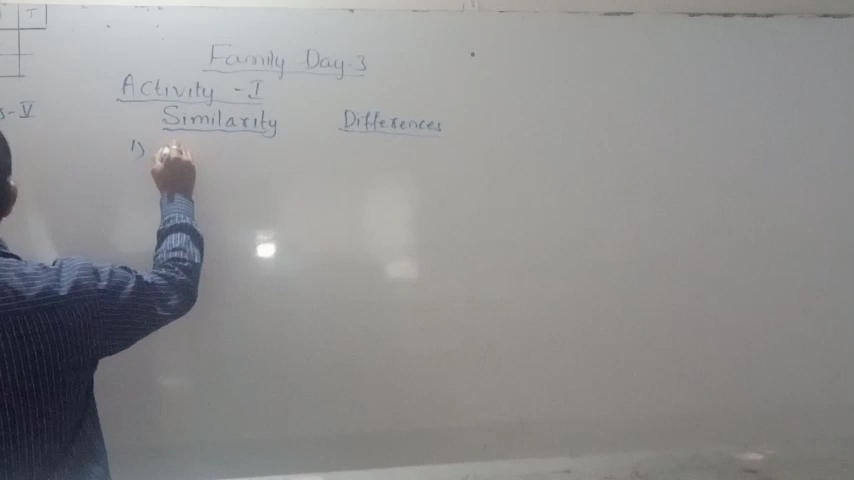 I
Family Day.3
Activity - I
s-V
Similarity Differences
1)